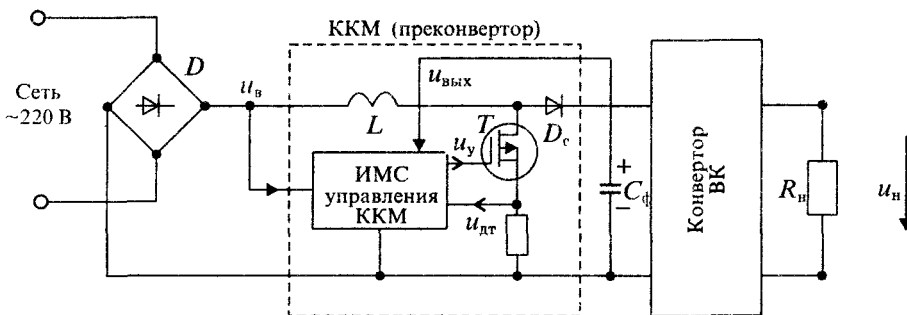 ККМ (преконвертор)
Сеть
~220 В
D
u_в
u_вых
L
T
D_с
u_у
ИМС
управления
ККМ
u_дт
+
C_ф
−
Конвертор
ВК
R_н
u_н